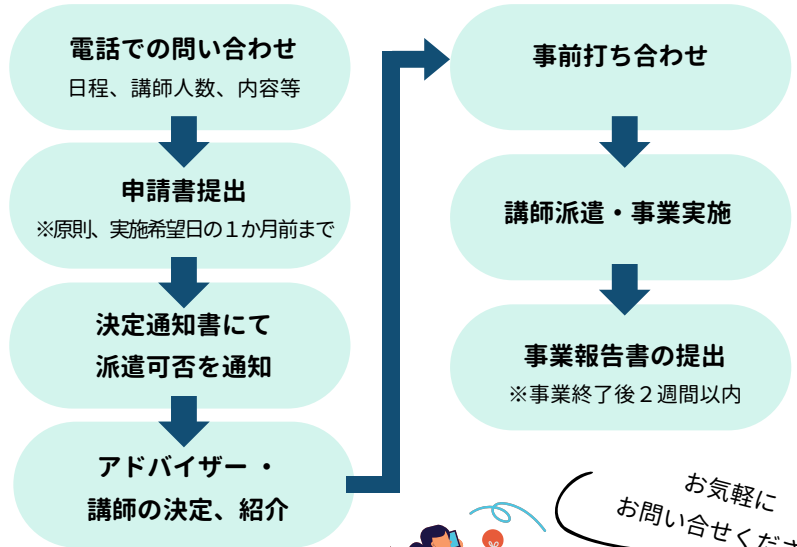 電話での問い合わせ
日程、講師人数、内容等
申請書提出
※原則、実施希望日の１か月前まで
決定通知書にて
派遣可否を通知
アドバイザー ・
講師の決定、紹介
事前打ち合わせ
講師派遣・事業実施
事業報告書の提出
※事業終了後２週間以内
お気軽に
お問い合せくださ